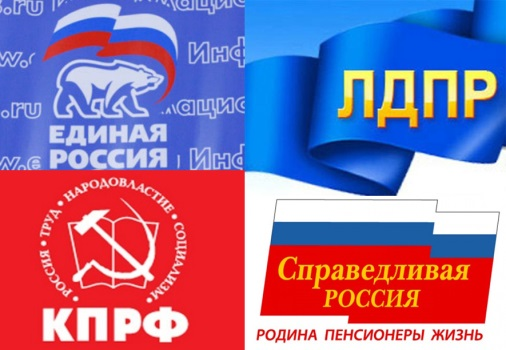 ЕДИНАЯ
РОССИЯ
ЛДПР
РОССИЯ • ТРУД • НАРОДОВЛАСТИЕ • СОЦИАЛИЗМ
КПРФ
Справедливая
РОССИЯ
РОДИНА ПЕНСИОНЕРЫ ЖИЗНЬ